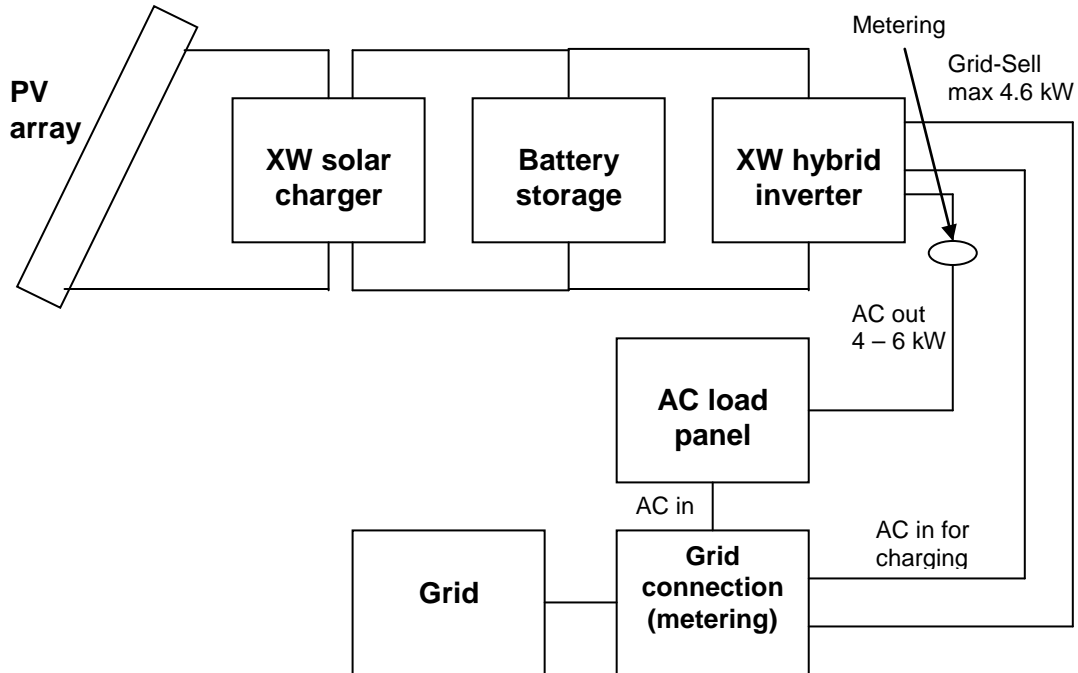 Metering
Grid-Sell
max 4.6 kW
PV
array
XW solar
charger
Battery
storage
XW hybrid
inverter
AC out
4 – 6 kW
AC load
panel
AC in
AC in for
charging
Grid
Grid
connection
(metering)